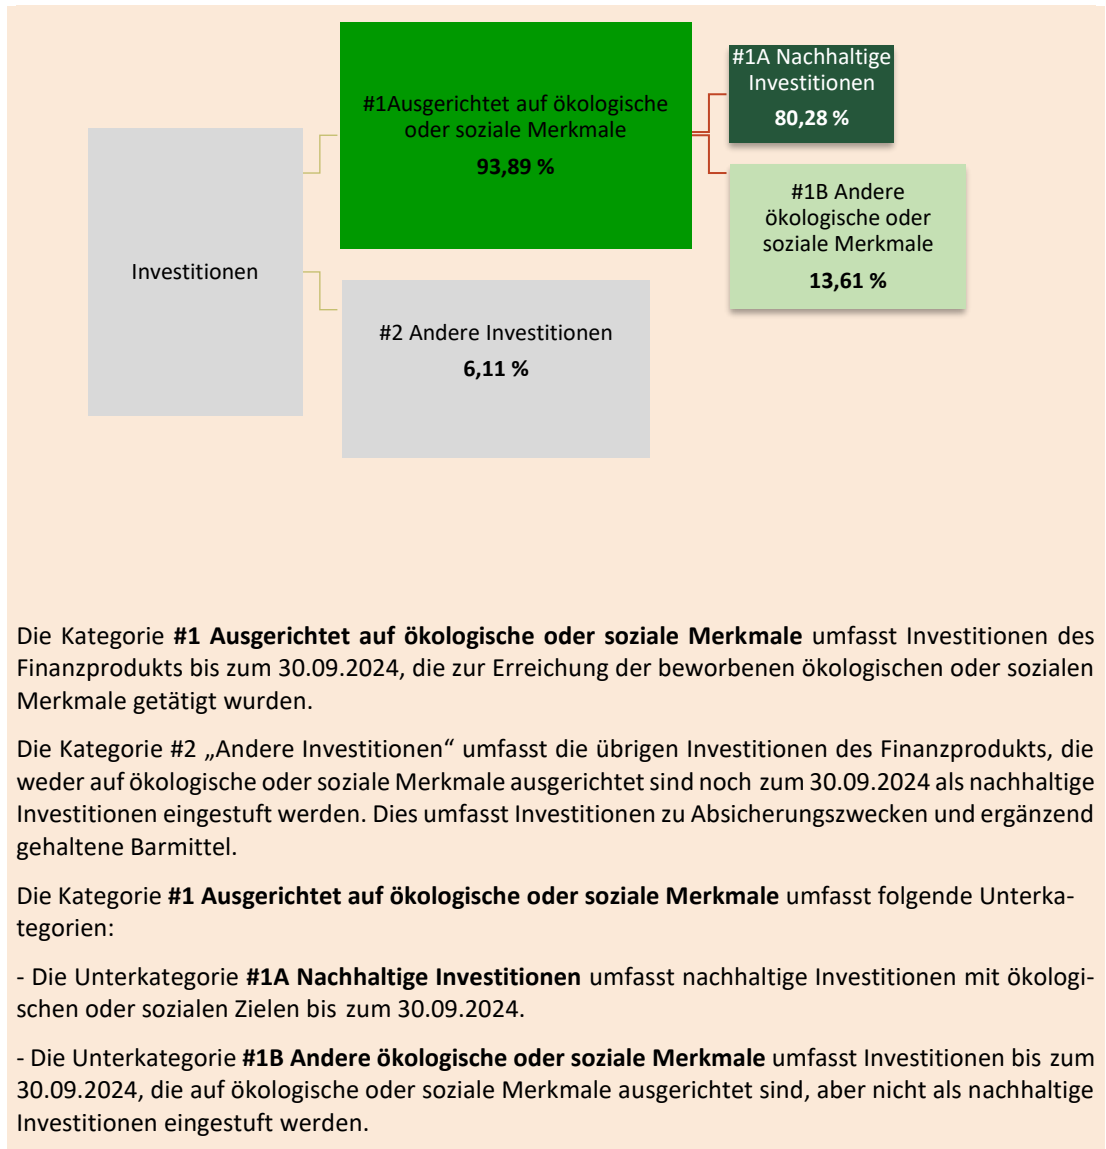 #1A Nachhaltige
Investitionen
80,28 %
#1Ausgerichtet auf ökologische
oder soziale Merkmale
93,89 %
#1B Andere
ökologische oder
soziale Merkmale
13,61 %
Investitionen
#2 Andere Investitionen
6,11 %
Die Kategorie #1 Ausgerichtet auf ökologische oder soziale Merkmale umfasst Investitionen des
Finanzprodukts bis zum 30.09.2024, die zur Erreichung der beworbenen ökologischen oder sozialen
Merkmale getätigt wurden.
Die Kategorie #2 „Andere Investitionen“ umfasst die übrigen Investitionen des Finanzprodukts, die
weder auf ökologische oder soziale Merkmale ausgerichtet sind noch zum 30.09.2024 als nachhaltige
Investitionen eingestuft werden. Dies umfasst Investitionen zu Absicherungszwecken und ergänzend
gehaltene Barmittel.
Die Kategorie #1 Ausgerichtet auf ökologische oder soziale Merkmale umfasst folgende Unterka-
tegorien:
- Die Unterkategorie #1A Nachhaltige Investitionen umfasst nachhaltige Investitionen mit ökologi-
schen oder sozialen Zielen bis zum 30.09.2024.
- Die Unterkategorie #1B Andere ökologische oder soziale Merkmale umfasst Investitionen bis zum
30.09.2024, die auf ökologische oder soziale Merkmale ausgerichtet sind, aber nicht als nachhaltige
Investitionen eingestuft werden.